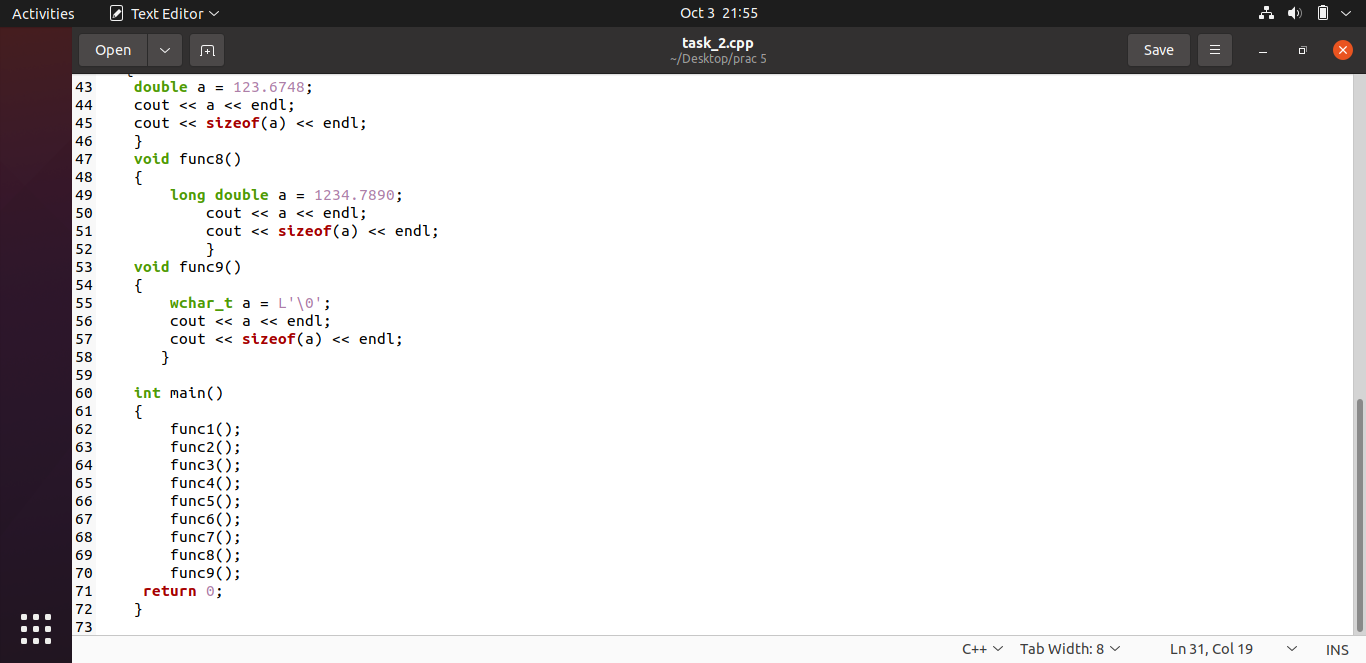 Activities Text Editor Oct 3 21:55
Open task_2.cpp Save
~/Desktop/prac 5
43 double a = 123.6748;
44 cout << a << endl;
45 cout << sizeof(a) << endl;
46 }
47 void func8()
48 {
49 long double a = 1234.7890;
50 cout << a << endl;
51 cout << sizeof(a) << endl;
52 }
53 void func9()
54 {
55 wchar_t a = L'\0';
56 cout << a << endl;
57 cout << sizeof(a) << endl;
58 }
59
60 int main()
61 {
62 func1();
63 func2();
64 func3();
65 func4();
66 func5();
67 func6();
68 func7();
69 func8();
70 func9();
71 return 0;
72 }
73
C++ Tab Width: 8 Ln 31, Col 19 INS